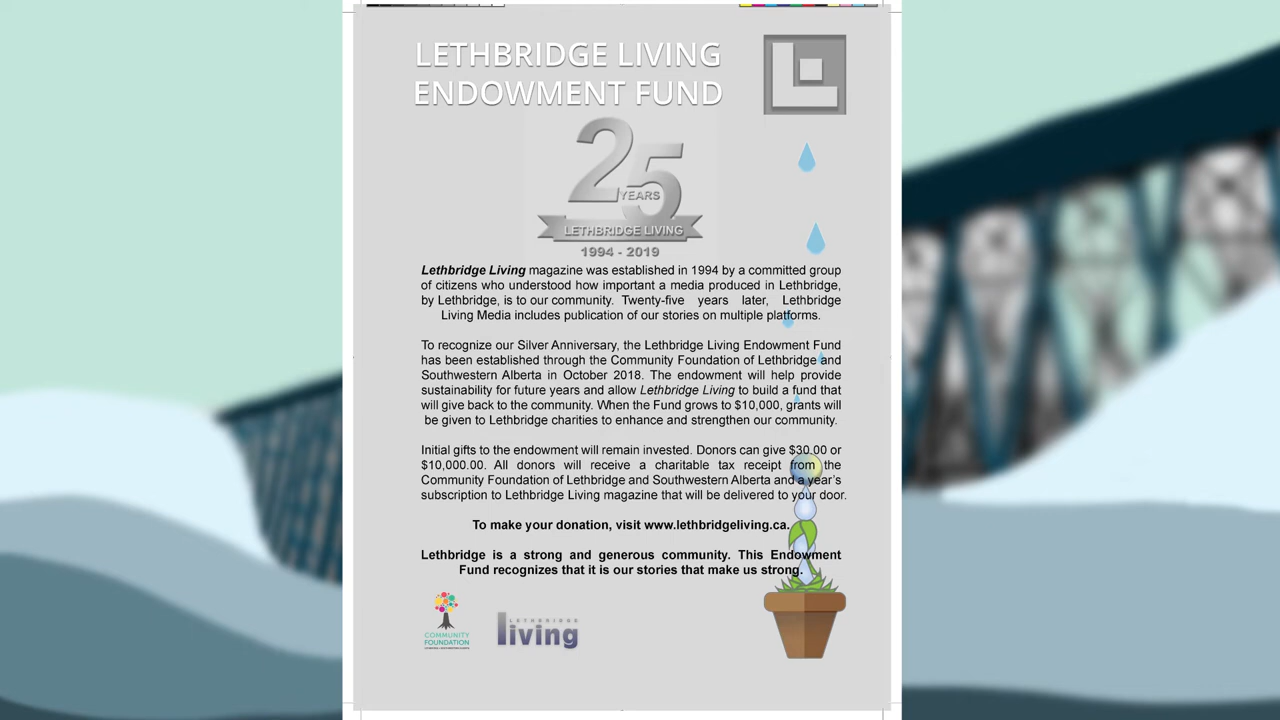 LETHBRIDGE LIVING
ENDOWMENT FUND
25
YEARS
LETHBRIDGE LIVING
1994 - 2019
Lethbridge Living magazine was established in 1994 by a committed group
of citizens who understood how important a media produced in Lethbridge,
by Lethbridge, is to our community. Twenty-five years later, Lethbridge
Living Media includes publication of our stories on multiple platforms.
To recognize our Silver Anniversary, the Lethbridge Living Endowment Fund
has been established through the Community Foundation of Lethbridge and
Southwestern Alberta in October 2018. The endowment will help provide
sustainability for future years and allow Lethbridge Living to build a fund that
will give back to the community. When the Fund grows to $10,000, grants will
be given to Lethbridge charities to enhance and strengthen our community.
Initial gifts to the endowment will remain invested. Donors can give $30.00 or
$10,000.00. All donors will receive a charitable tax receipt from the
Community Foundation of Lethbridge and Southwestern Alberta and a year's
subscription to Lethbridge Living magazine that will be delivered to your door.
To make your donation, visit www.lethbridgeliving.ca.
Lethbridge is a strong and generous community. This Endowment
Fund recognizes that it is our stories that make us strong.
COMMUNITY
FOUNDATION
LETHBRIDGE
living